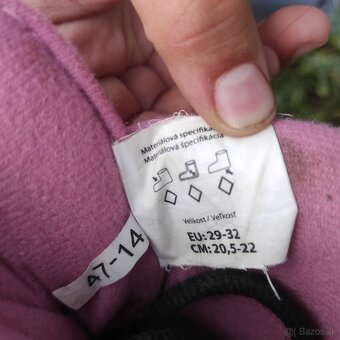 Materiálová specifikace
Materiálová špecifikácia
Velikost / Veľkosť
EU: 29-32
CM: 20,5-22
47-14
Bazos.sk